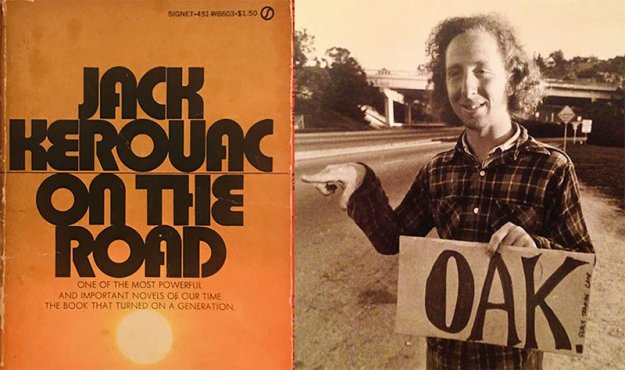 SIGNET·451-W6603·$1.50
JACK
KEROUAC
ON THE
ROAD
ONE OF THE MOST POWERFUL
AND IMPORTANT NOVELS OF OUR TIME
THE BOOK THAT TURNED ON A GENERATION.
OAK.